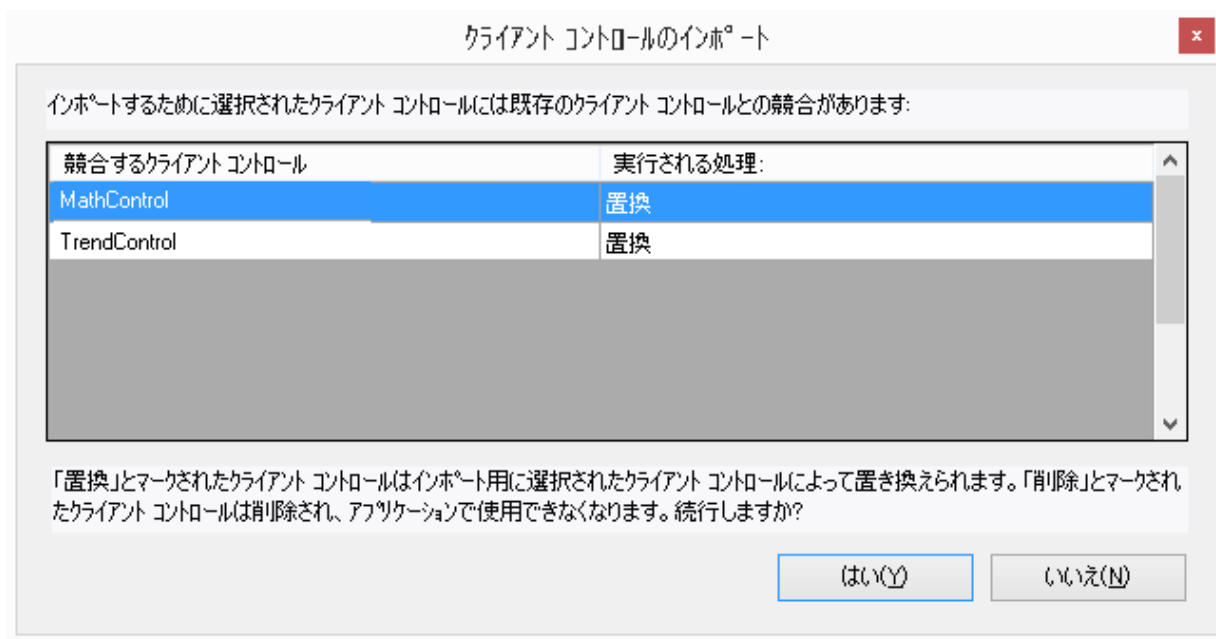 クライアント コントロールのインポート
x
インポートするために選択されたクライアント コントロールには既存のクライアント コントロールとの競合があります:
競合するクライアント コントロール 実行される処理:
MathControl 置換
TrendControl 置換
「置換」とマークされたクライアント コントロールはインポート用に選択されたクライアント コントロールによって置き換えられます。「削除」とマークされ
たクライアント コントロールは削除され、アプリケーションで使用できなくなります。続行しますか?
はい(Y) いいえ(N)